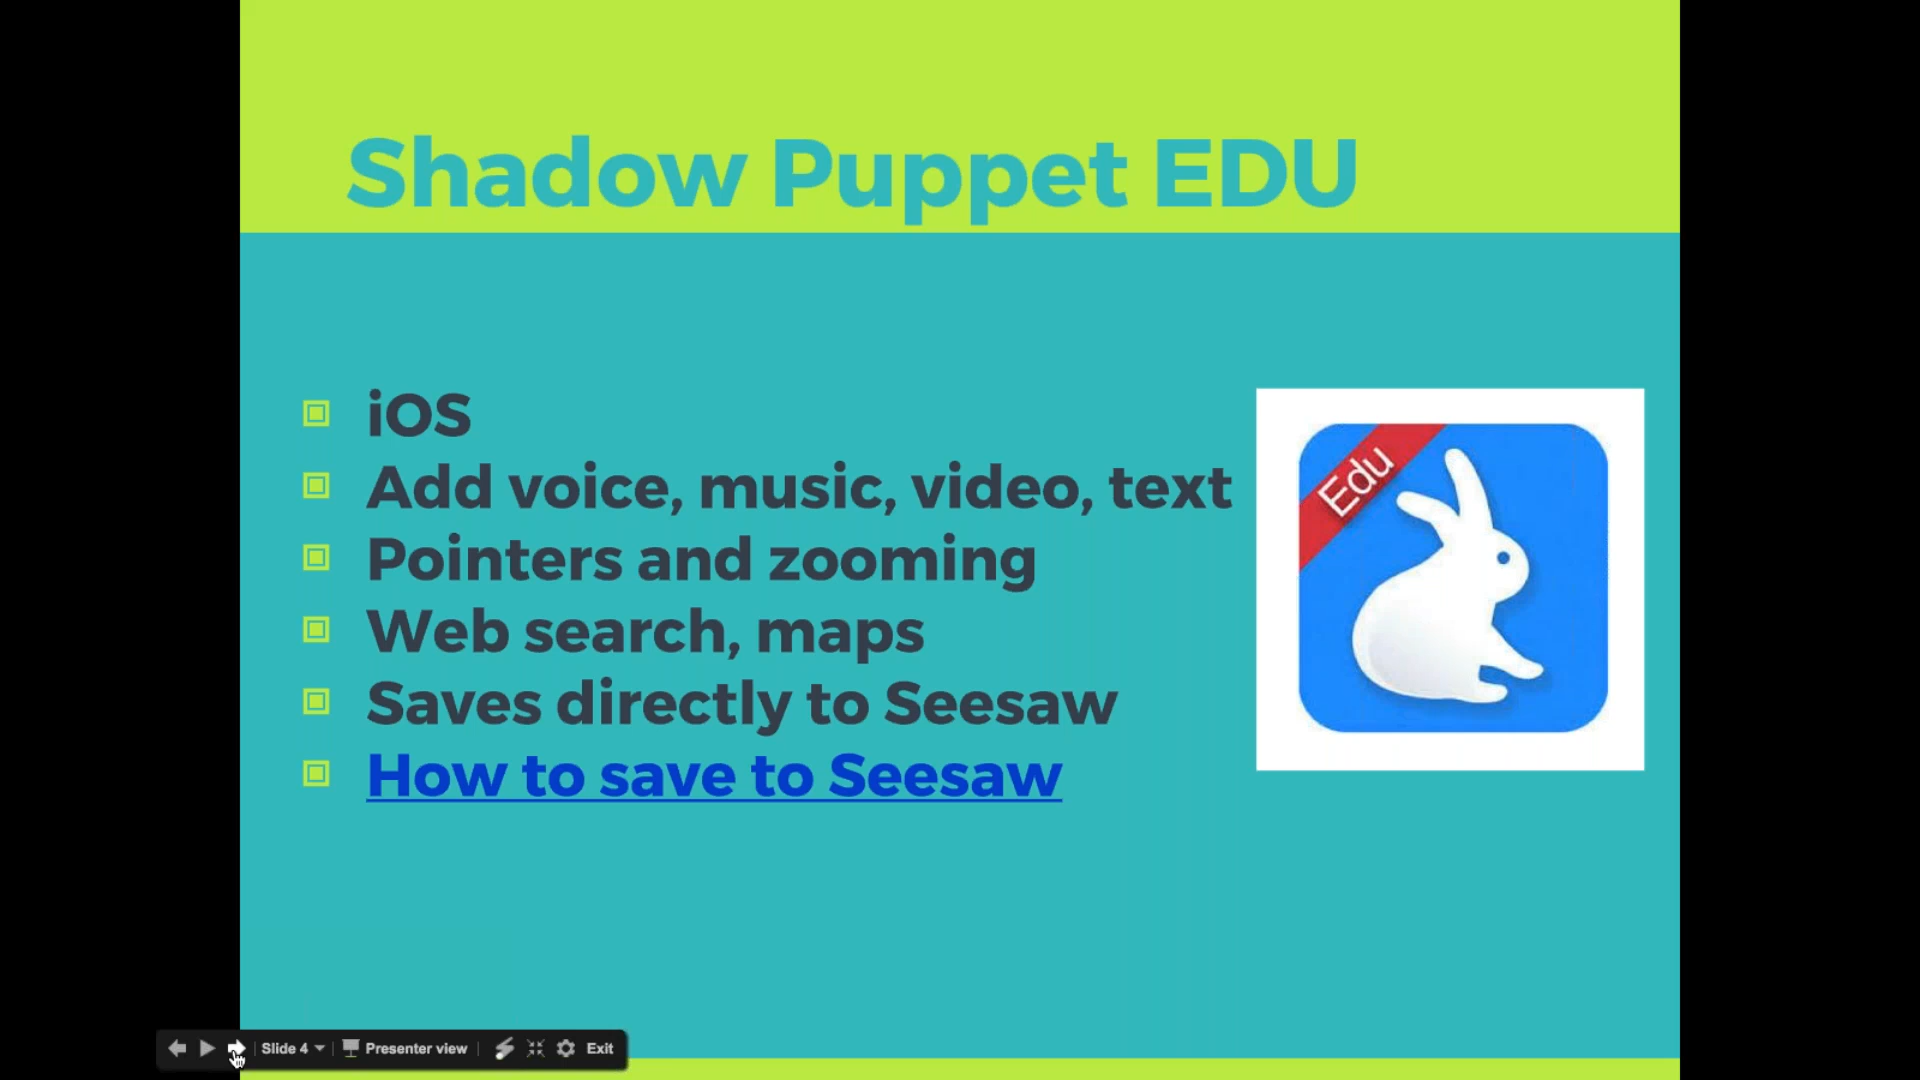 Shadow Puppet EDU
iOS
Add voice, music, video, text
Pointers and zooming
Web search, maps
Saves directly to Seesaw
How to save to Seesaw
Edu
Slide 4
Presenter view
Exit